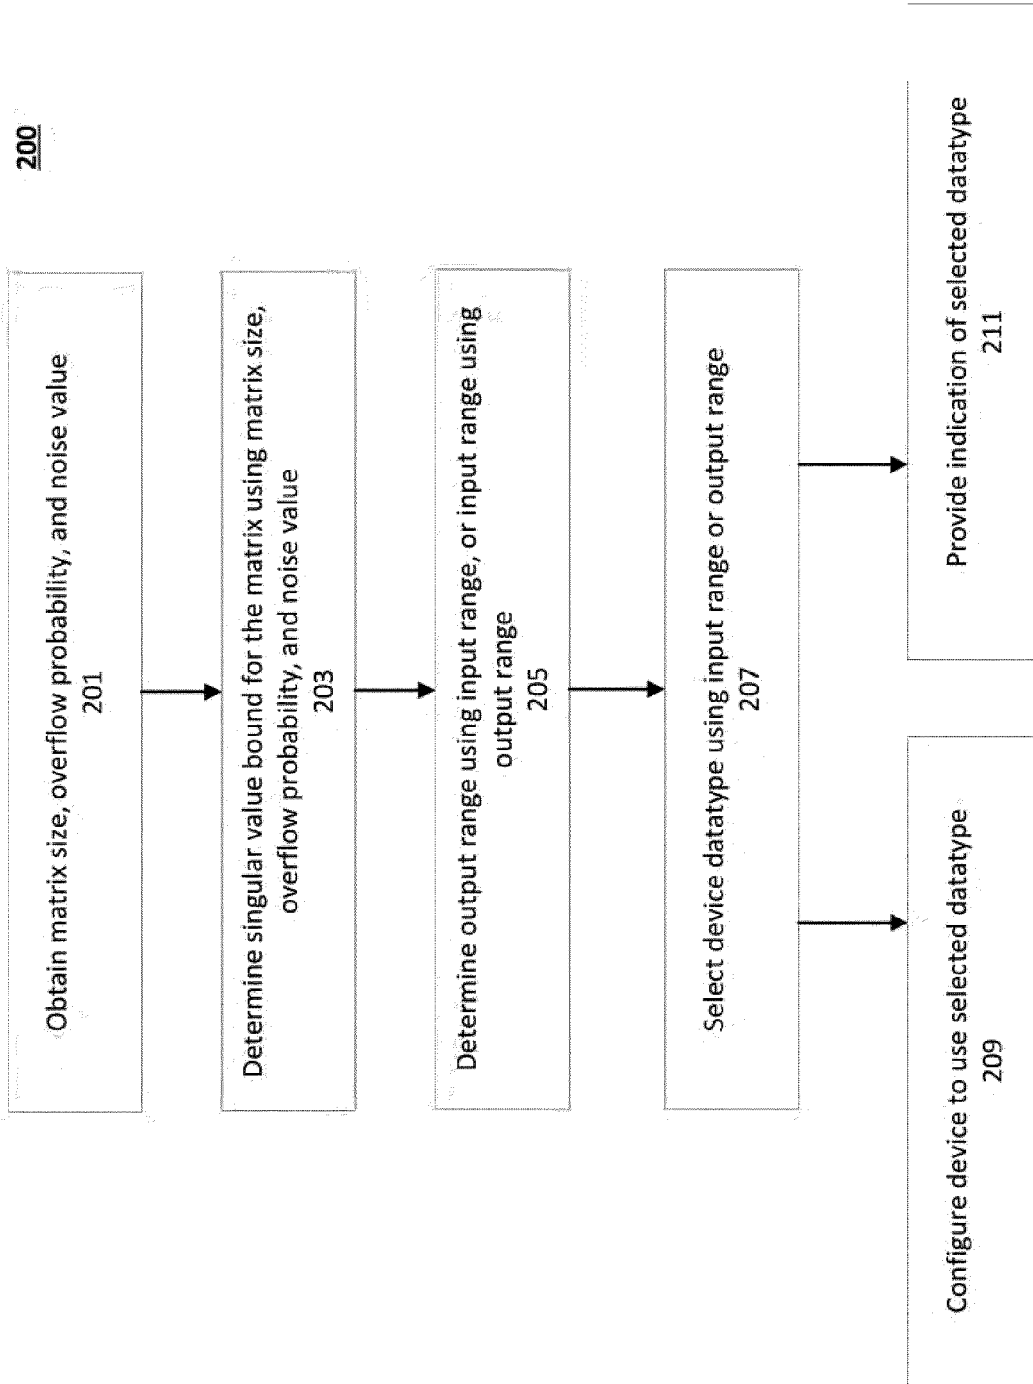 200
Obtain matrix size, overflow probability, and noise value
201
Determine singular value bound for the matrix using matrix size,
overflow probability, and noise value
203
Determine output range using input range, or input range using
output range
205
Select device datatype using input range or output range
207
Configure device to use selected datatype
209
Provide indication of selected datatype
211